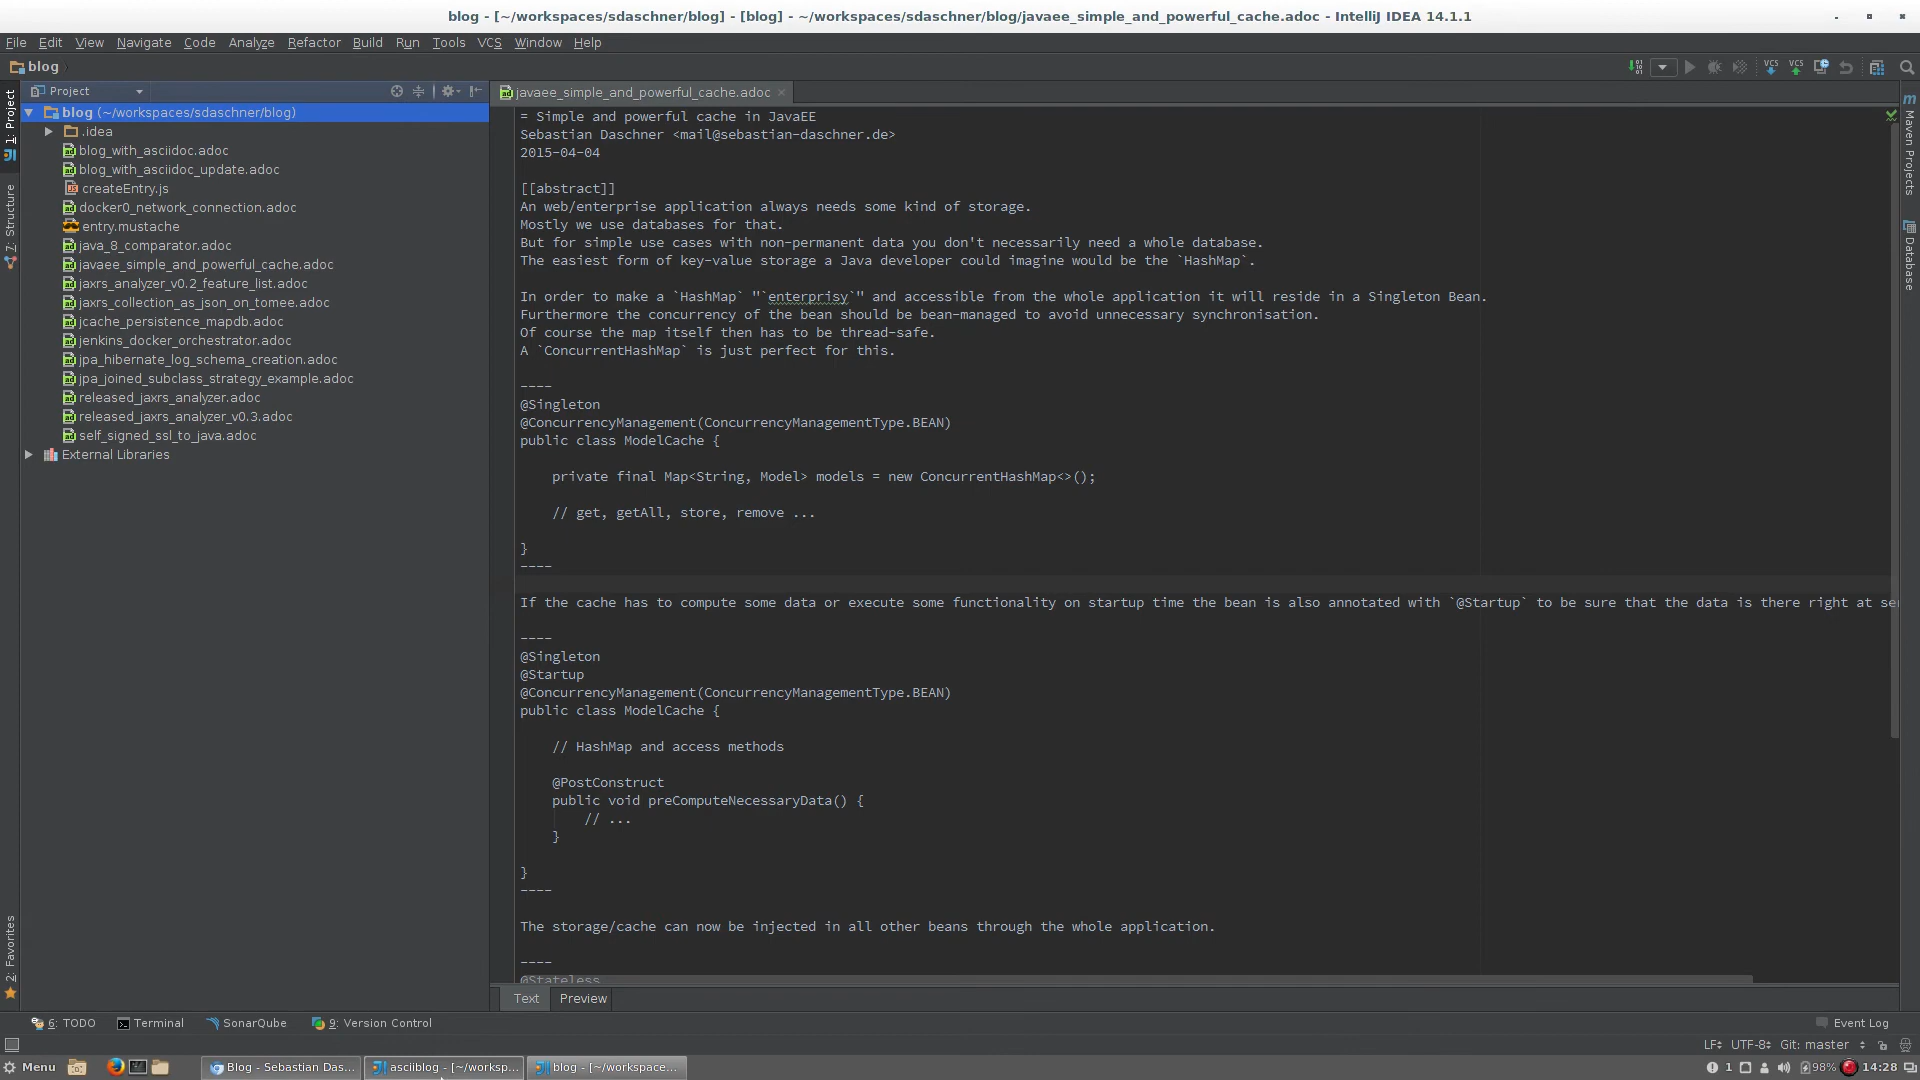 blog - [~/workspaces/sdaschner/blog] - [blog] - ~/workspaces/sdaschner/blog/javaee_simple_and_powerful_cache.adoc - IntelliJ IDEA 14.1.1
File Edit View Navigate Code Analyze Refactor Build Run Tools VCS Window Help
blog
VCS VCS
Project
javaee_simple_and_powerful_cache.adoc
1: Project
7: Structure
2: Favorites
blog (~/workspaces/sdaschner/blog)
.idea
blog_with_asciidoc.adoc
blog_with_asciidoc_update.adoc
createEntry.js
docker0_network_connection.adoc
entry.mustache
java_8_comparator.adoc
javaee_simple_and_powerful_cache.adoc
jaxrs_analyzer_v0.2_feature_list.adoc
jaxrs_collection_as_json_on_tomee.adoc
jcache_persistence_mapdb.adoc
jenkins_docker_orchestrator.adoc
jpa_hibernate_log_schema_creation.adoc
jpa_joined_subclass_strategy_example.adoc
released_jaxrs_analyzer.adoc
released_jaxrs_analyzer_v0.3.adoc
self_signed_ssl_to_java.adoc
External Libraries
= Simple and powerful cache in JavaEE
Sebastian Daschner <mail@sebastian-daschner.de>
2015-04-04
[[abstract]]
An web/enterprise application always needs some kind of storage.
Mostly we use databases for that.
But for simple use cases with non-permanent data you don't necessarily need a whole database.
The easiest form of key-value storage a Java developer could imagine would be the `HashMap`.
In order to make a `HashMap` "`enterprisy`" and accessible from the whole application it will reside in a Singleton Bean.
Furthermore the concurrency of the bean should be bean-managed to avoid unnecessary synchronisation.
Of course the map itself then has to be thread-safe.
A `ConcurrentHashMap` is just perfect for this.
----
@Singleton
@ConcurrencyManagement(ConcurrencyManagementType.BEAN)
public class ModelCache {
private final Map<String, Model> models = new ConcurrentHashMap<>();
// get, getAll, store, remove ...
}
----
If the cache has to compute some data or execute some functionality on startup time the bean is also annotated with `@Startup` to be sure that the data is there right at se
----
@Singleton
@Startup
@ConcurrencyManagement(ConcurrencyManagementType.BEAN)
public class ModelCache {
// HashMap and access methods
@PostConstruct
public void preComputeNecessaryData() {
// ...
}
}
----
The storage/cache can now be injected in all other beans through the whole application.
----
@Stateless
Maven Projects
Database
Text Preview
6: TODO Terminal SonarQube 9: Version Control Event Log
LF UTF-8 Git: master
Menu Blog - Sebastian Das... asciiblog - [~/worksp... blog - [~/workspace... 1 98% 14:28